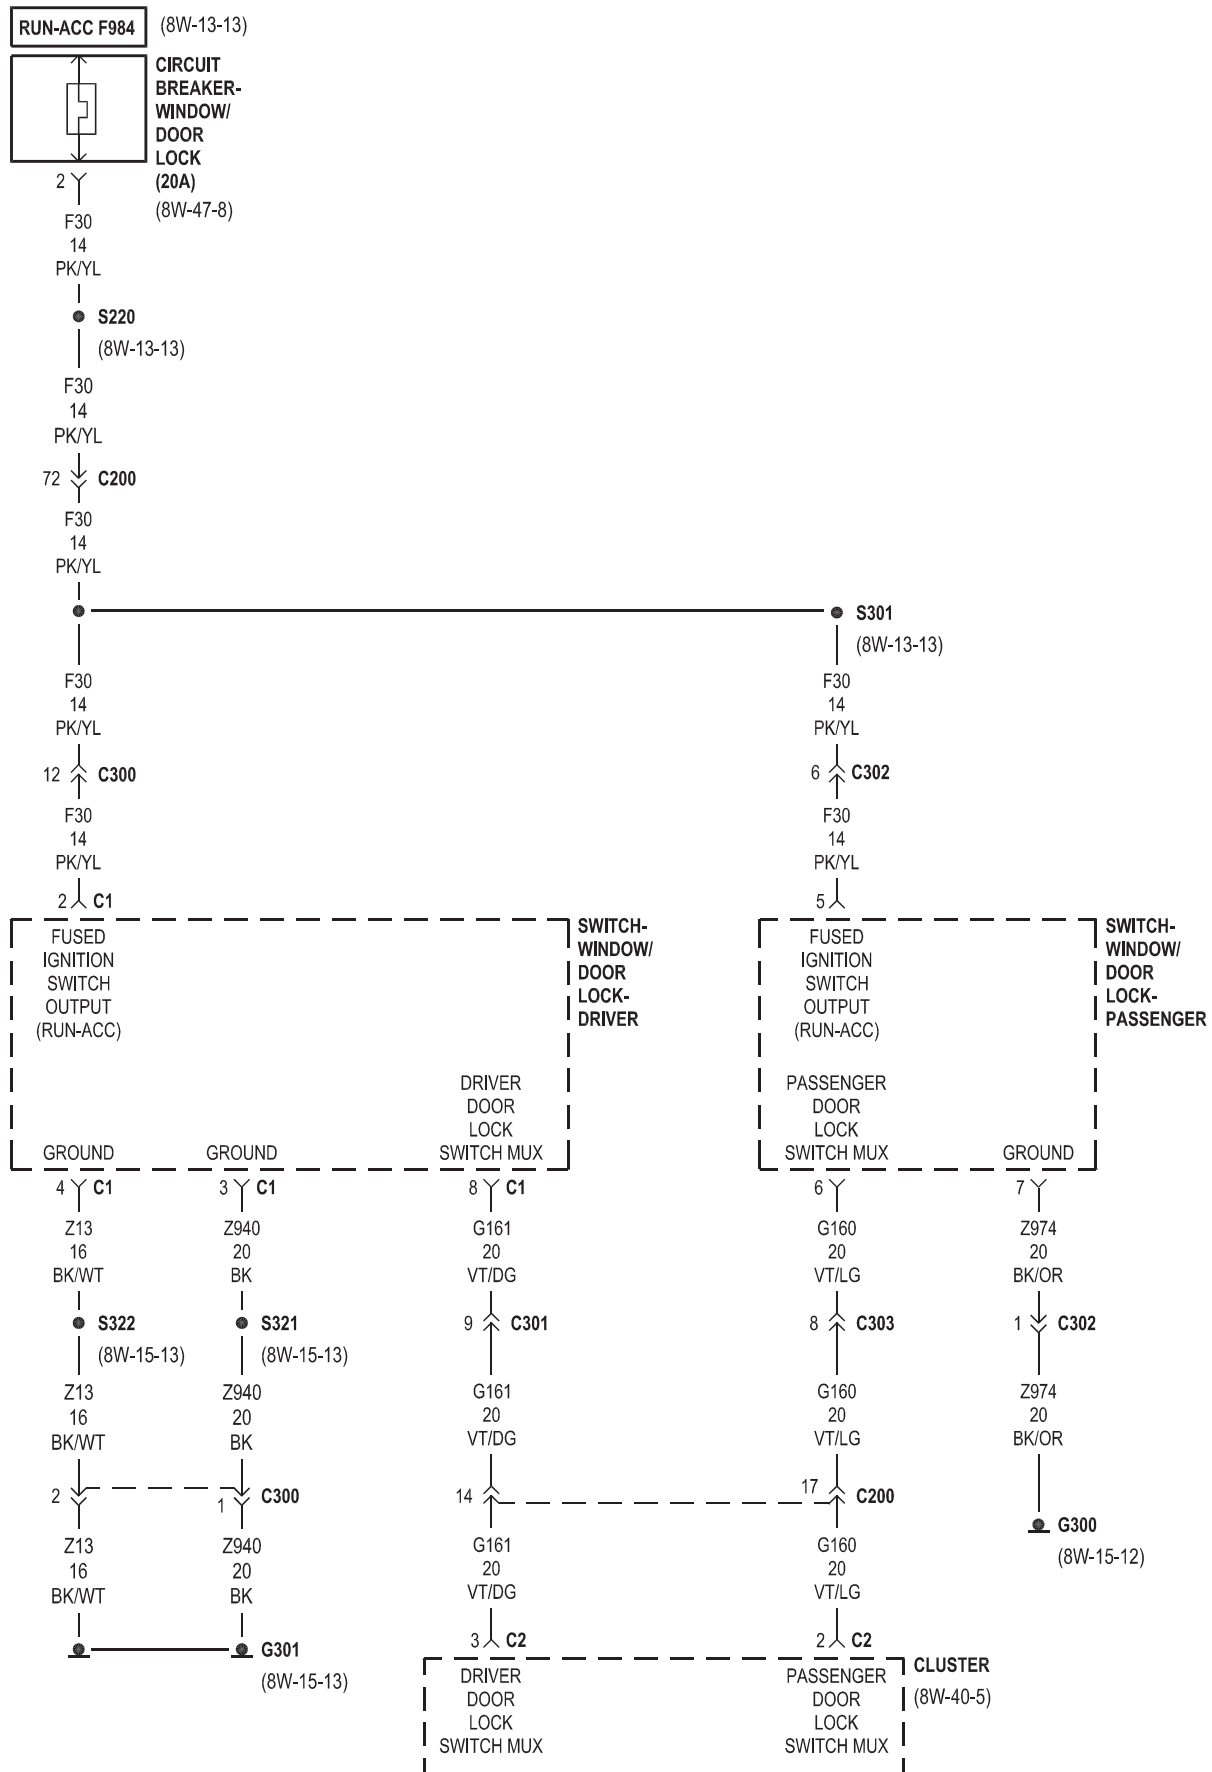 RUN-ACC F984 (8W-13-13)
CIRCUIT
BREAKER-
WINDOW/
DOOR
LOCK
(20A)
(8W-47-8)
2
F30
14
PK/YL
S220
(8W-13-13)
F30
14
PK/YL
72 C200
F30
14
PK/YL
S301
(8W-13-13)
F30
14
PK/YL
F30
14
PK/YL
12 C300
6 C302
F30
14
PK/YL
F30
14
PK/YL
2 C1
5
FUSED
IGNITION
SWITCH
OUTPUT
(RUN-ACC)
SWITCH-
WINDOW/
DOOR
LOCK-
DRIVER
FUSED
IGNITION
SWITCH
OUTPUT
(RUN-ACC)
SWITCH-
WINDOW/
DOOR
LOCK-
PASSENGER
GROUND
GROUND
DRIVER
DOOR
LOCK
SWITCH MUX
PASSENGER
DOOR
LOCK
SWITCH MUX
GROUND
4 C1
3 C1
8 C1
6
7
Z13
16
BK/WT
Z940
20
BK
G161
20
VT/DG
G160
20
VT/LG
Z974
20
BK/OR
S322
(8W-15-13)
S321
(8W-15-13)
9 C301
8 C303
1 C302
Z13
16
BK/WT
Z940
20
BK
G161
20
VT/DG
G160
20
VT/LG
Z974
20
BK/OR
2
1 C300
14
17 C200
G300
(8W-15-12)
Z13
16
BK/WT
Z940
20
BK
G161
20
VT/DG
G160
20
VT/LG
G301
(8W-15-13)
3 C2
2 C2
DRIVER
DOOR
LOCK
SWITCH MUX
PASSENGER
DOOR
LOCK
SWITCH MUX
CLUSTER
(8W-40-5)